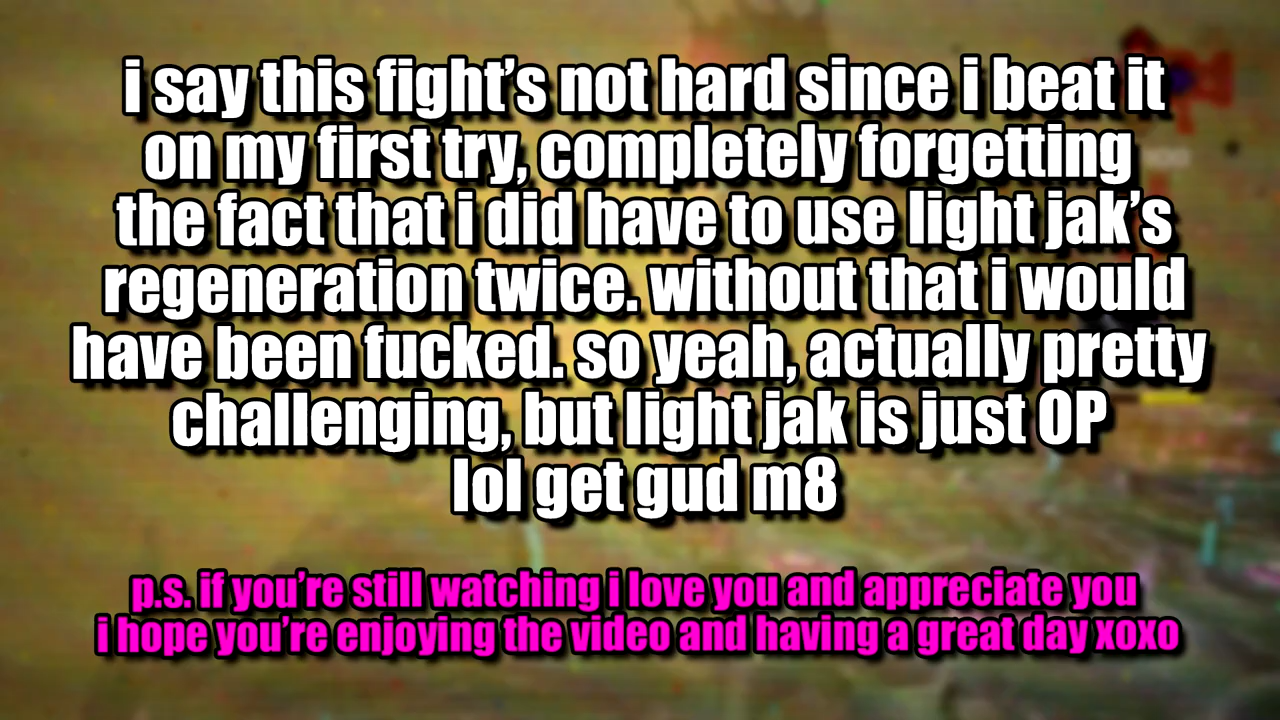 i say this fight's not hard since i beat it
on my first try, completely forgetting
the fact that i did have to use light jak's
regeneration twice. without that i would
have been fucked. so yeah, actually pretty
challenging, but light jak is just OP
lol get gud m8
p.s. if you're still watching i love you and appreciate you
i hope you're enjoying the video and having a great day xoxo